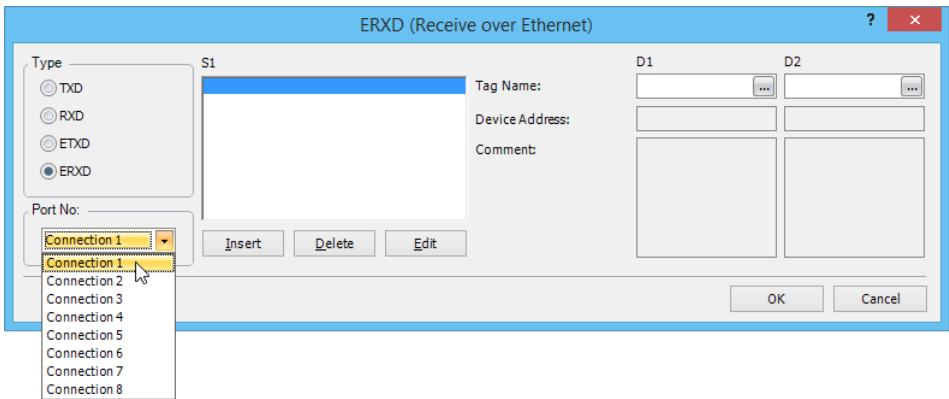 ERXD (Receive over Ethernet)
?
Type
TXD
RXD
ETXD
ERXD
Port No:
Connection 1
Connection 1
Connection 2
Connection 3
Connection 4
Connection 5
Connection 6
Connection 7
Connection 8
S1
Insert
Delete
Edit
D1
D2
Tag Name:
...
...
Device Address:
Comment:
OK
Cancel